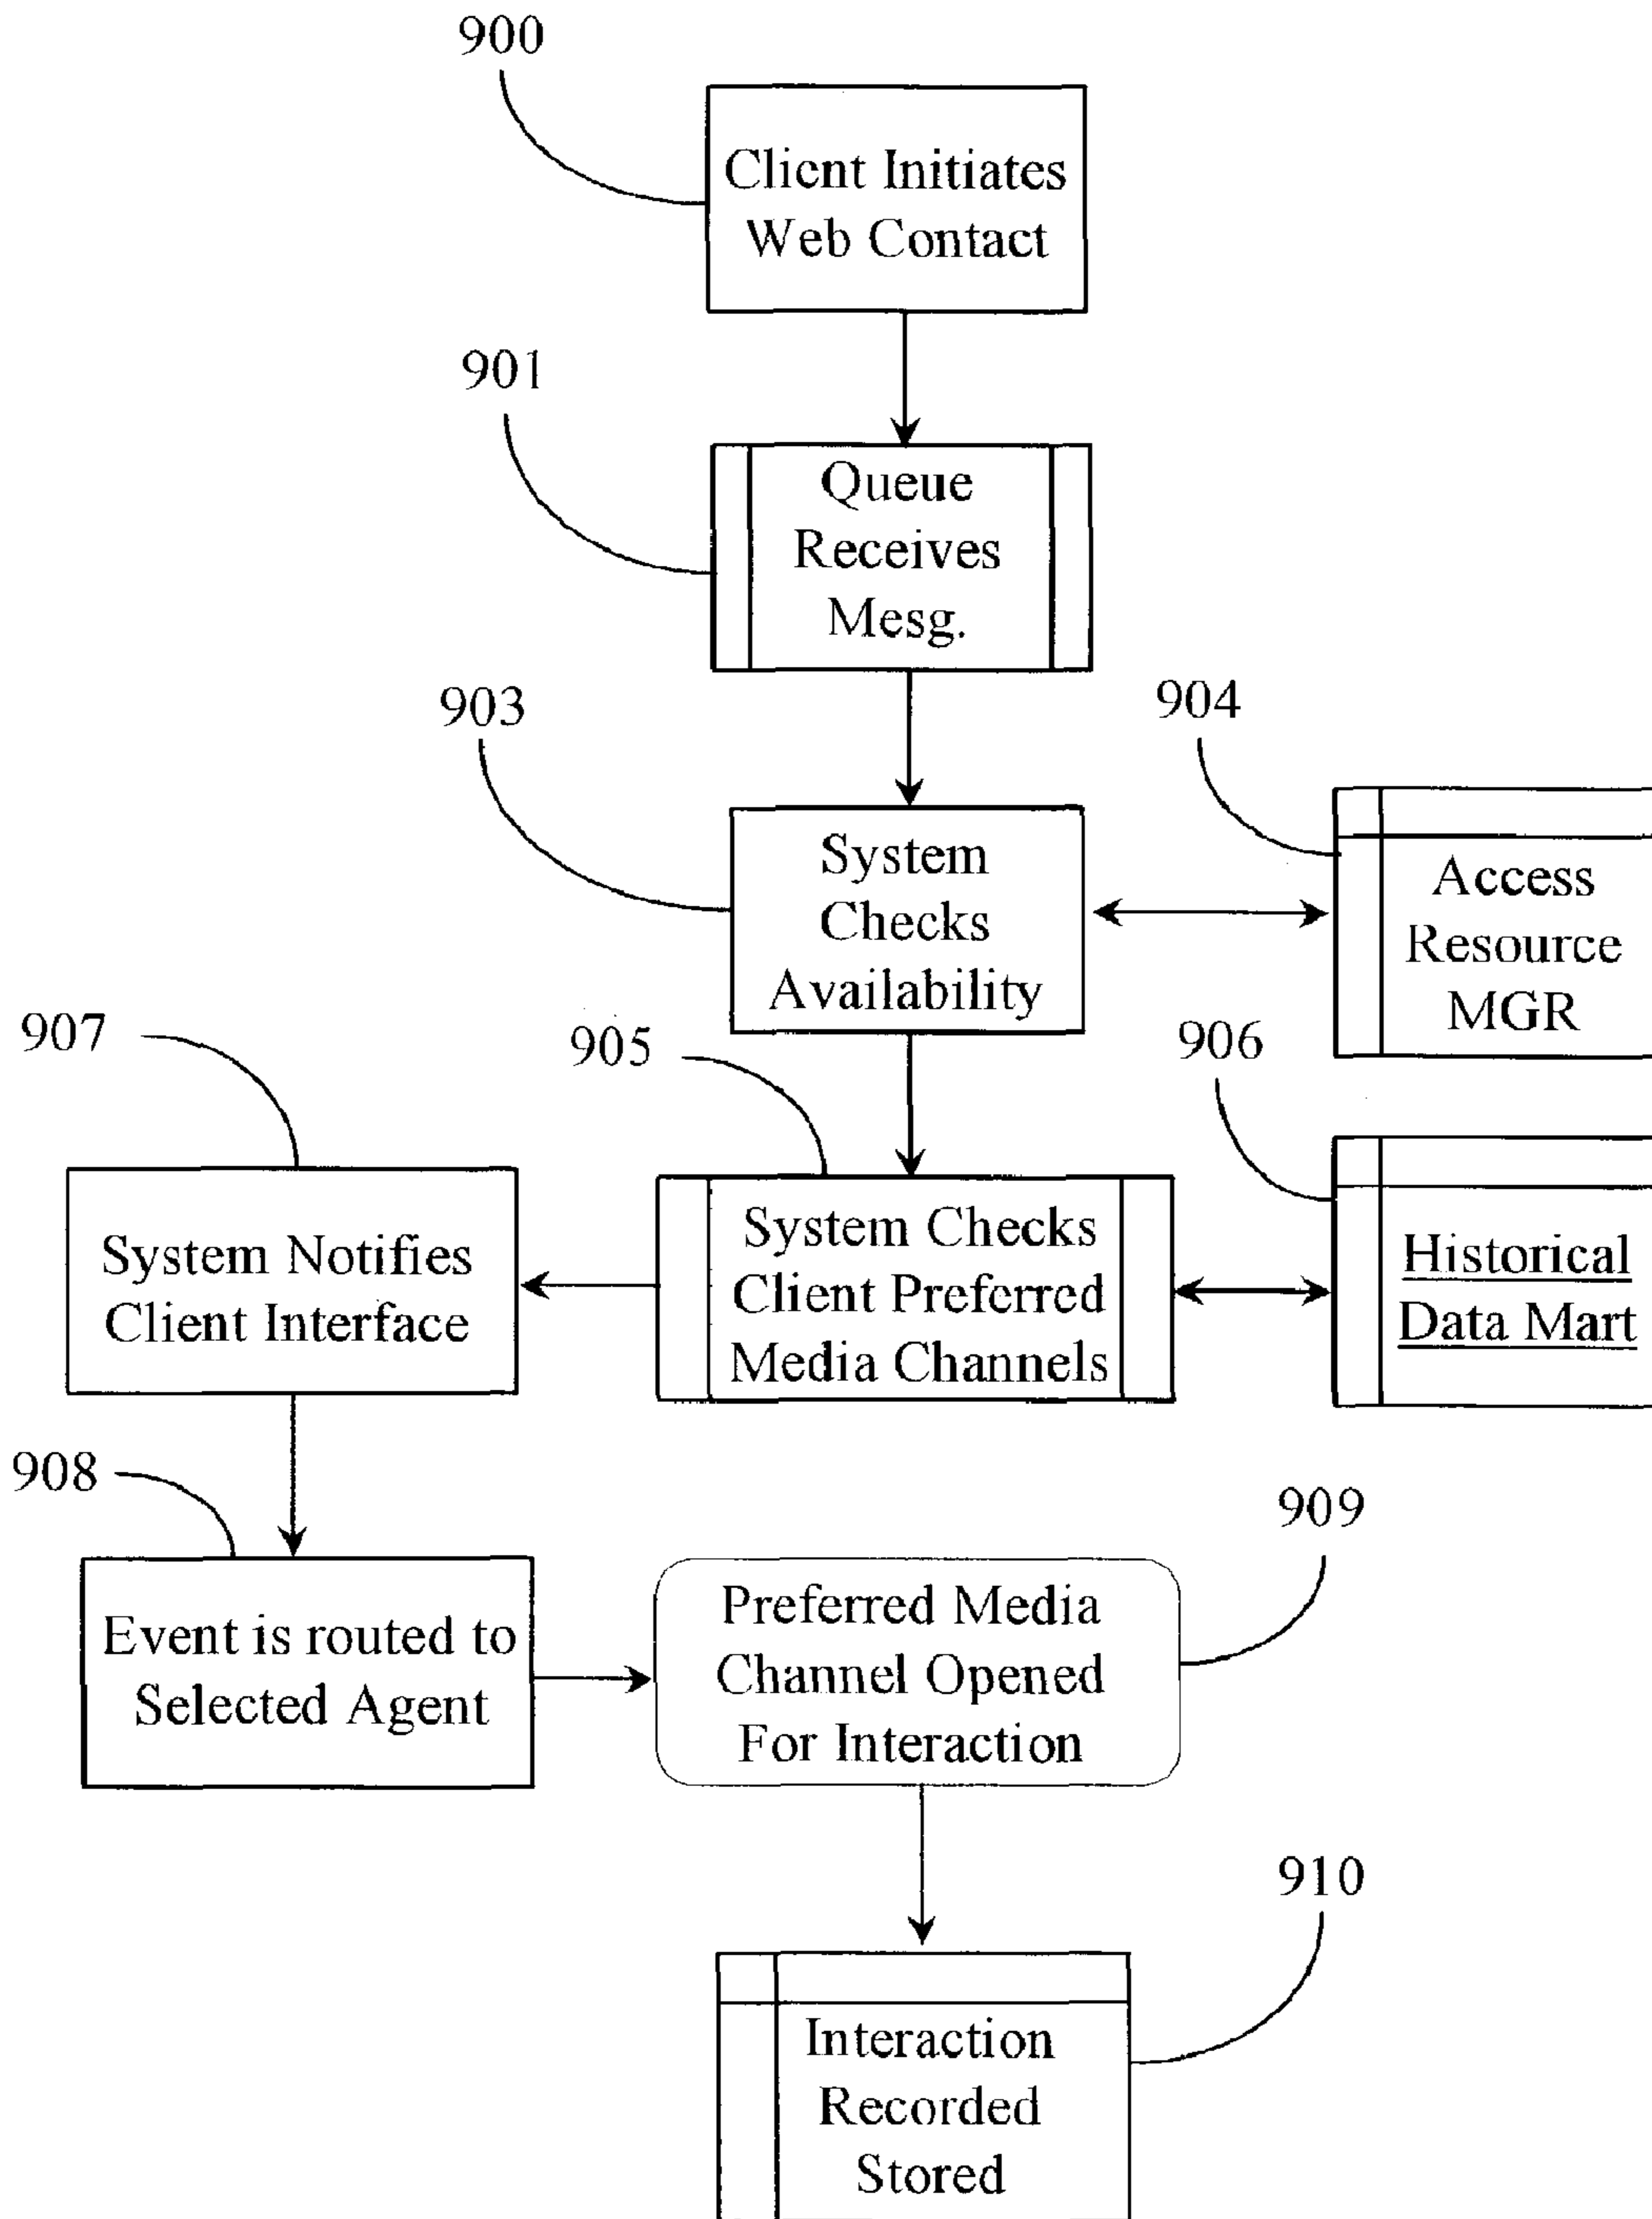 900
Client Initiates
Web Contact
901
Queue
Receives
Mesg.
903
System
Checks
Availability
904
Access
Resource
MGR
905
System Checks
Client Preferred
Media Channels
906
Historical
Data Mart
907
System Notifies
Client Interface
908
Event is routed to
Selected Agent
909
Preferred Media
Channel Opened
For Interaction
910
Interaction
Recorded
Stored